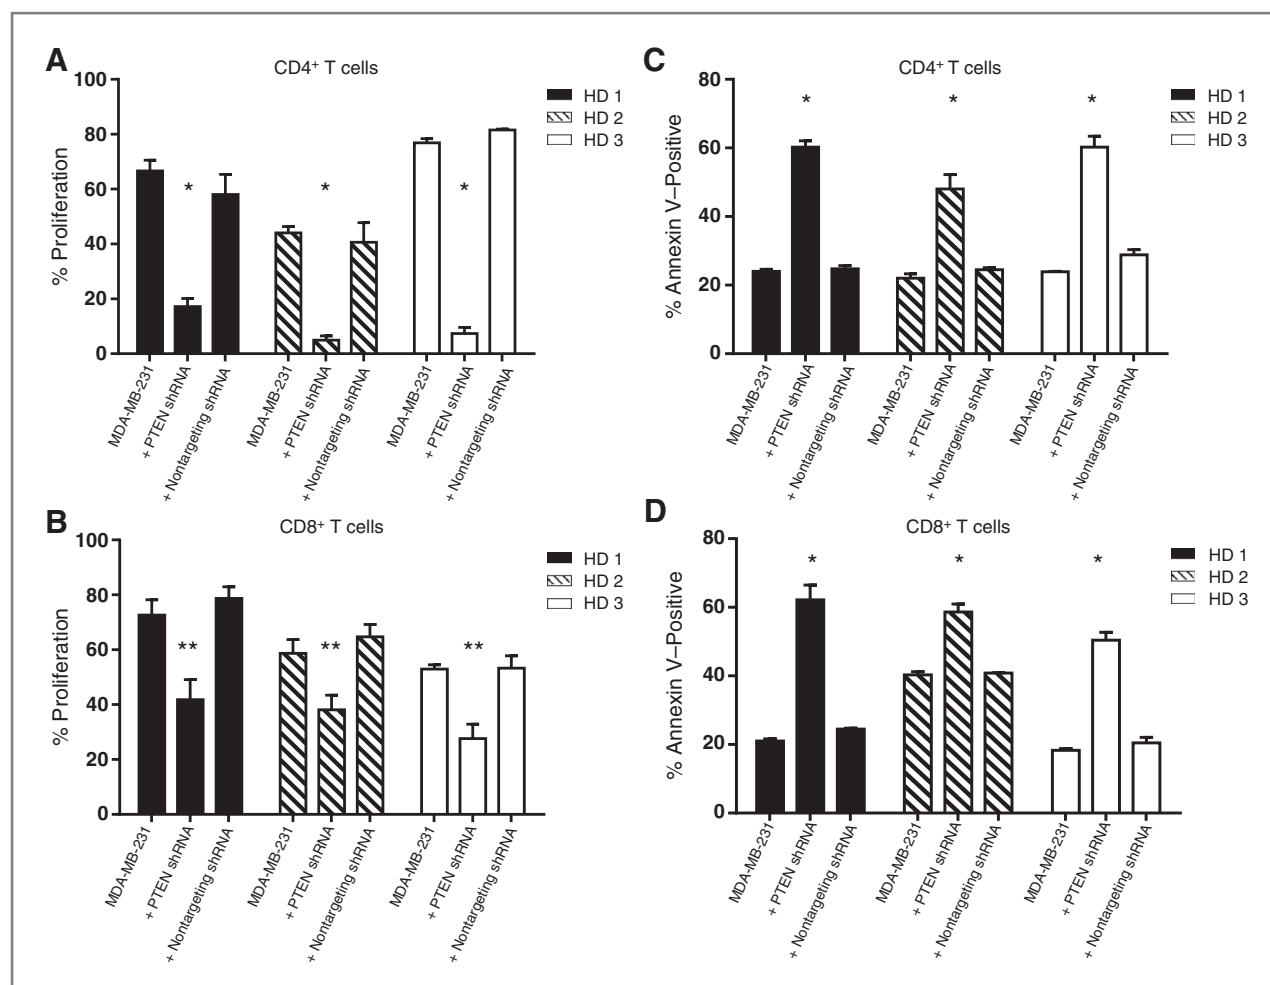 A
CD4⁺ T cells
% Proliferation
100
80
60
40
20
0
* * *
HD 1
HD 2
HD 3
MDA-MB-231
+ PTEN shRNA
+ Nontargeting shRNA
MDA-MB-231
+ PTEN shRNA
+ Nontargeting shRNA
MDA-MB-231
+ PTEN shRNA
+ Nontargeting shRNA
C
CD4⁺ T cells
% Annexin V–Positive
80
60
40
20
0
* * *
HD 1
HD 2
HD 3
MDA-MB-231
+ PTEN shRNA
+ Nontargeting shRNA
MDA-MB-231
+ PTEN shRNA
+ Nontargeting shRNA
MDA-MB-231
+ PTEN shRNA
+ Nontargeting shRNA
B
CD8⁺ T cells
% Proliferation
100
80
60
40
20
0
** ** **
HD 1
HD 2
HD 3
MDA-MB-231
+ PTEN shRNA
+ Nontargeting shRNA
MDA-MB-231
+ PTEN shRNA
+ Nontargeting shRNA
MDA-MB-231
+ PTEN shRNA
+ Nontargeting shRNA
D
CD8⁺ T cells
% Annexin V–Positive
80
60
40
20
0
* * *
HD 1
HD 2
HD 3
MDA-MB-231
+ PTEN shRNA
+ Nontargeting shRNA
MDA-MB-231
+ PTEN shRNA
+ Nontargeting shRNA
MDA-MB-231
+ PTEN shRNA
+ Nontargeting shRNA